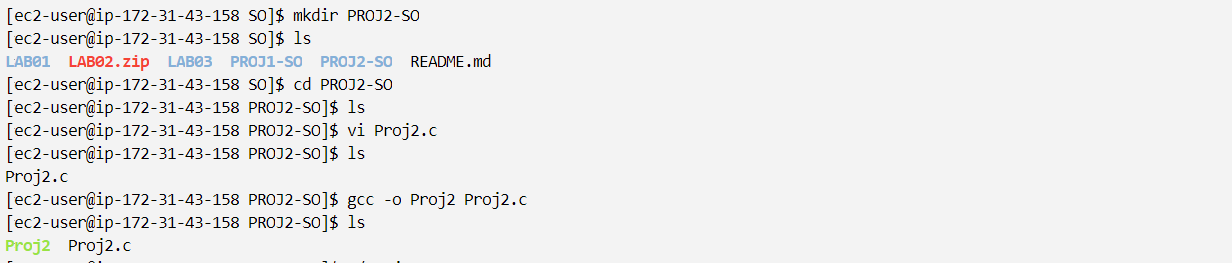 [ec2-user@ip-172-31-43-158 SO]$ mkdir PROJ2-SO
[ec2-user@ip-172-31-43-158 SO]$ ls
LAB01  LAB02.zip  LAB03  PROJ1-SO  PROJ2-SO  README.md
[ec2-user@ip-172-31-43-158 SO]$ cd PROJ2-SO
[ec2-user@ip-172-31-43-158 PROJ2-SO]$ ls
[ec2-user@ip-172-31-43-158 PROJ2-SO]$ vi Proj2.c
[ec2-user@ip-172-31-43-158 PROJ2-SO]$ ls
Proj2.c
[ec2-user@ip-172-31-43-158 PROJ2-SO]$ gcc -o Proj2 Proj2.c
[ec2-user@ip-172-31-43-158 PROJ2-SO]$ ls
Proj2  Proj2.c